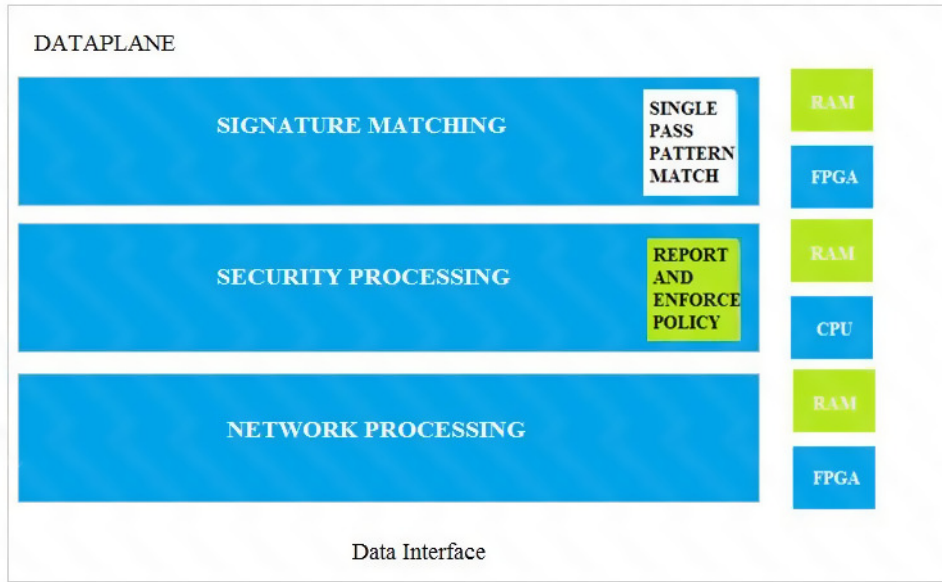 DATAPLANE
SIGNATURE MATCHING
SINGLE
PASS
PATTERN
MATCH
RAM
FPGA
SECURITY PROCESSING
REPORT
AND
ENFORCE
POLICY
RAM
CPU
NETWORK PROCESSING
RAM
FPGA
Data Interface